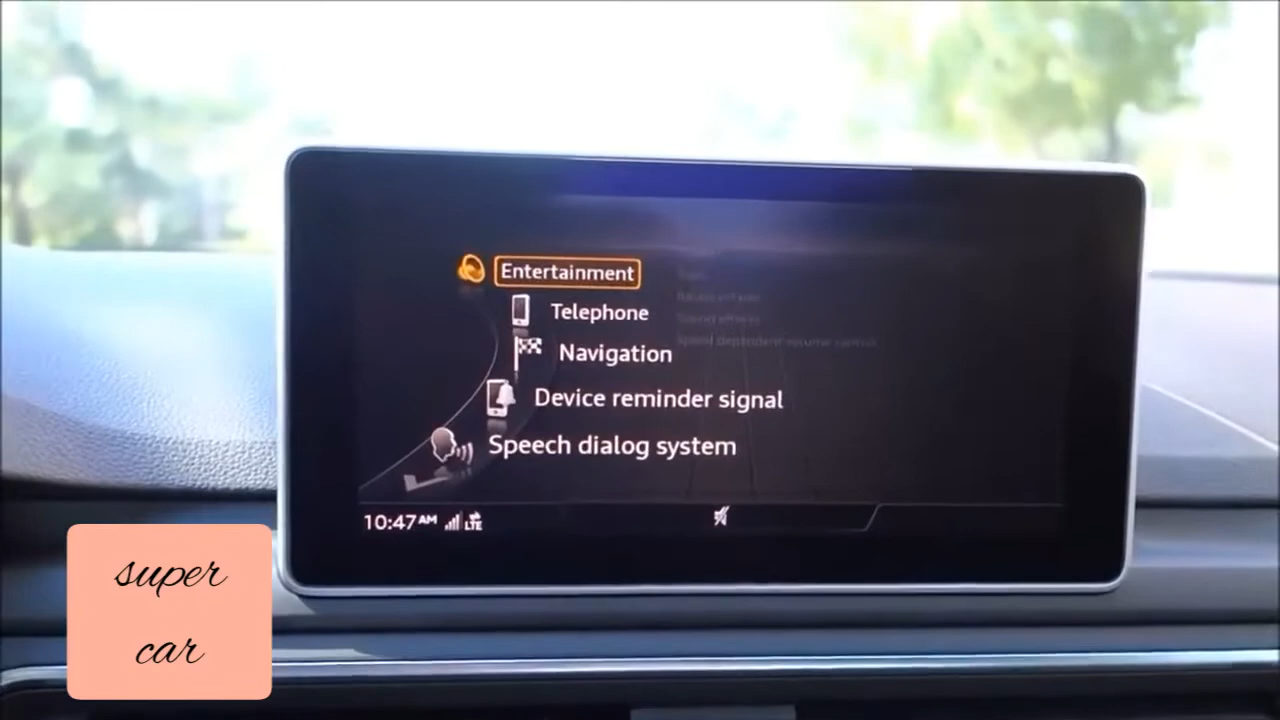 Entertainment
Telephone
Navigation
Device reminder signal
Speech dialog system
10:47 AM LTE
super
car